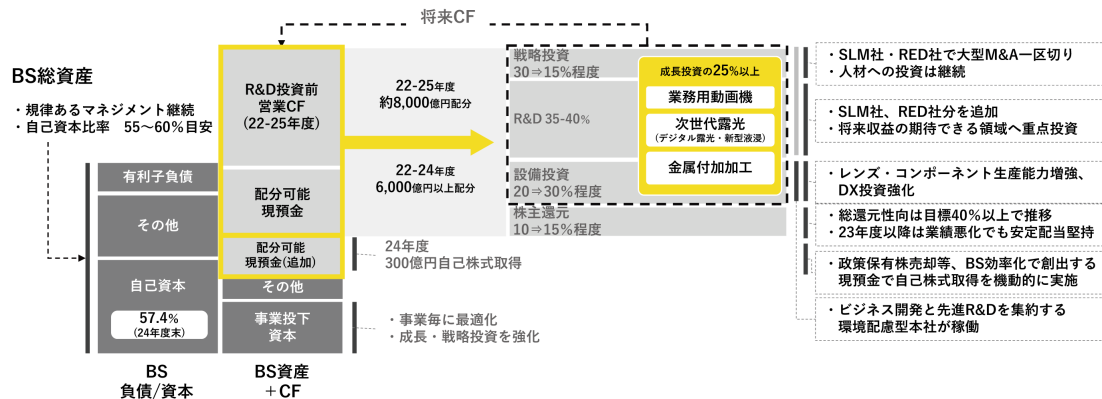 将来CF
BS総資産
・規律あるマネジメント継続
・自己資本比率 55～60%目安
有利子負債
その他
自己資本
57.4%
(24年度末)
BS
負債/資本
R&D投資前
営業CF
(22-25年度)
配分可能
現預金
配分可能
現預金(追加)
その他
事業投下
資本
BS資産
＋CF
22-25年度
約8,000億円配分
22-24年度
6,000億円以上配分
24年度
300億円自己株式取得
・事業毎に最適化
・成長・戦略投資を強化
戦略投資
30⇒15%程度
R&D 35-40%
設備投資
20⇒30%程度
株主還元
10⇒15%程度
成長投資の25%以上
業務用動画機
次世代露光
(デジタル露光・新型液浸)
金属付加加工
・SLM社・RED社で大型M&A一区切り
・人材への投資は継続
・SLM社、RED社分を追加
・将来収益の期待できる領域へ重点投資
・レンズ・コンポーネント生産能力増強、
DX投資強化
・総還元性向は目標40%以上で推移
・23年度以降は業績悪化でも安定配当堅持
・政策保有株売却等、BS効率化で創出する
現預金で自己株式取得を機動的に実施
・ビジネス開発と先進R&Dを集約する
環境配慮型本社が稼働